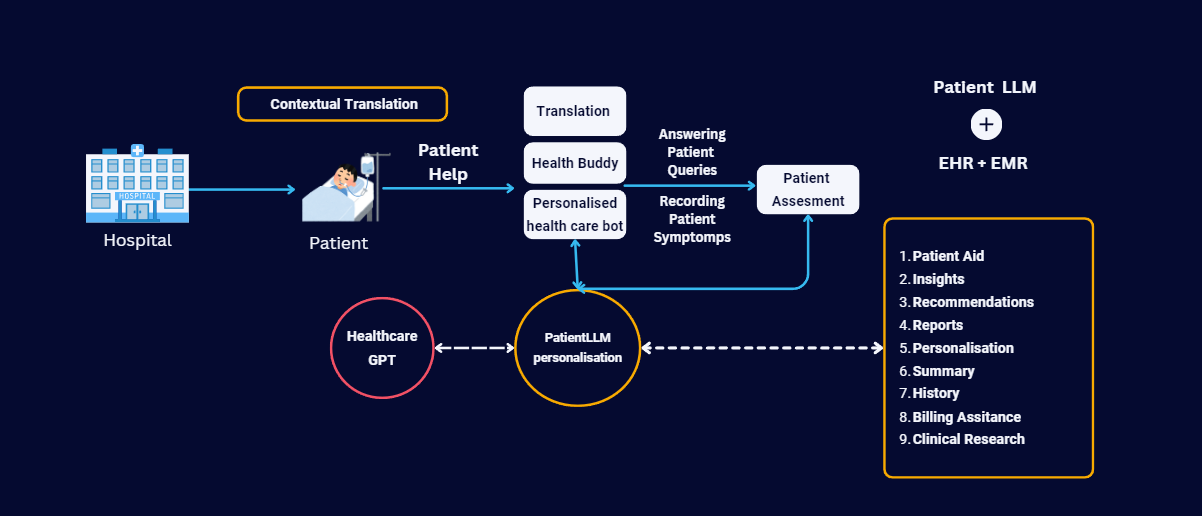 Contextual Translation
HOSPITAL
Hospital
Patient
Patient
Help
Translation
Health Buddy
Personalised
health care bot
Answering
Patient
Queries
Recording
Patient
Symptomps
Patient
Assesment
Healthcare
GPT
PatientLLM
personalisation
Patient LLM
+
EHR + EMR
1. Patient Aid
2. Insights
3. Recommendations
4. Reports
5. Personalisation
6. Summary
7. History
8. Billing Assitance
9. Clinical Research